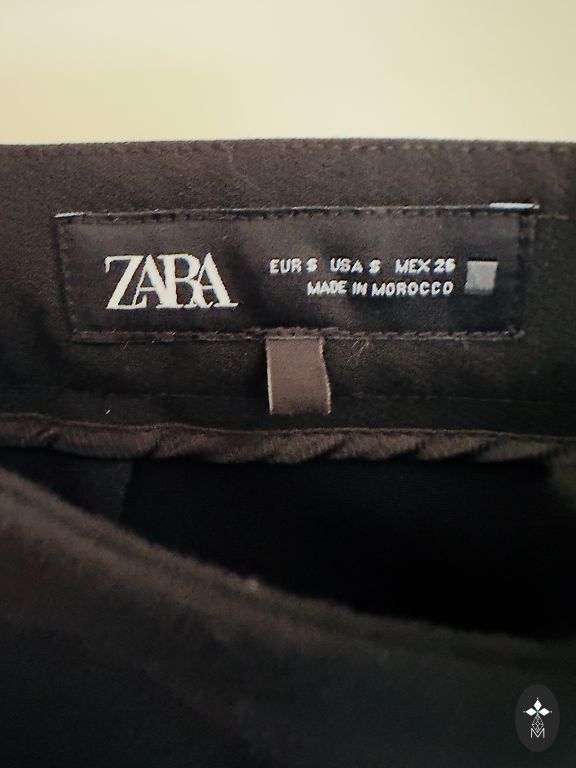 ZARA
EUR S USA S MEX 26
MADE IN MOROCCO
M